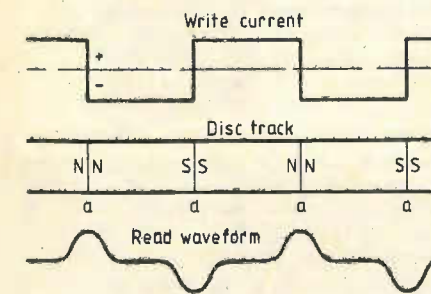 Write current
+
-
Disc track
N N S S N N S S
a a a a
Read waveform